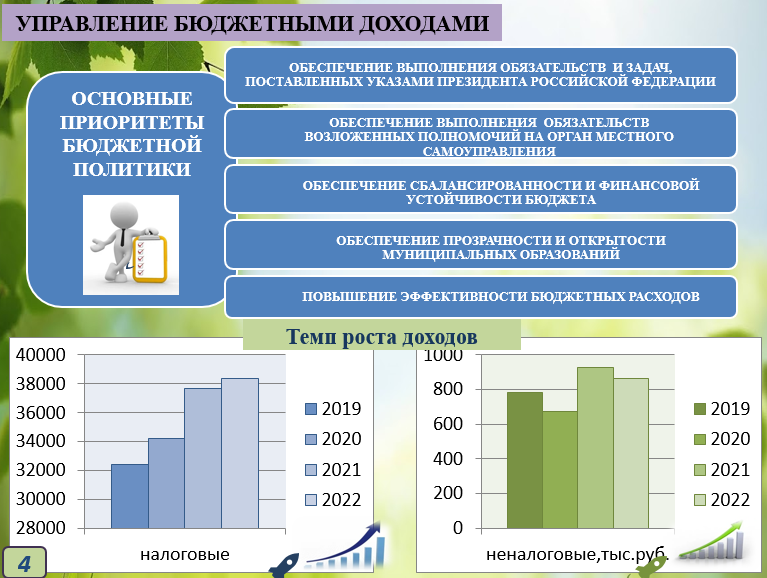 УПРАВЛЕНИЕ БЮДЖЕТНЫМИ ДОХОДАМИ
ОСНОВНЫЕ
ПРИОРИТЕТЫ
БЮДЖЕТНОЙ
ПОЛИТИКИ
ОБЕСПЕЧЕНИЕ ВЫПОЛНЕНИЯ ОБЯЗАТЕЛЬСТВ И ЗАДАЧ,
ПОСТАВЛЕННЫХ УКАЗАМИ ПРЕЗИДЕНТА РОССИЙСКОЙ ФЕДЕРАЦИИ
ОБЕСПЕЧЕНИЕ ВЫПОЛНЕНИЯ ОБЯЗАТЕЛЬСТВ
ВОЗЛОЖЕННЫХ ПОЛНОМОЧИЙ НА ОРГАН МЕСТНОГО
САМОУПРАВЛЕНИЯ
ОБЕСПЕЧЕНИЕ СБАЛАНСИРОВАННОСТИ И ФИНАНСОВОЙ
УСТОЙЧИВОСТИ БЮДЖЕТА
ОБЕСПЕЧЕНИЕ ПРОЗРАЧНОСТИ И ОТКРЫТОСТИ
МУНИЦИПАЛЬНЫХ ОБРАЗОВАНИЙ
ПОВЫШЕНИЕ ЭФФЕКТИВНОСТИ БЮДЖЕТНЫХ РАСХОДОВ
Темп роста доходов
40000
38000
36000
34000
32000
30000
28000
налоговые
2019
2020
2021
2022
1000
800
600
400
200
0
неналоговые,тыс.руб.
2019
2020
2021
2022
4